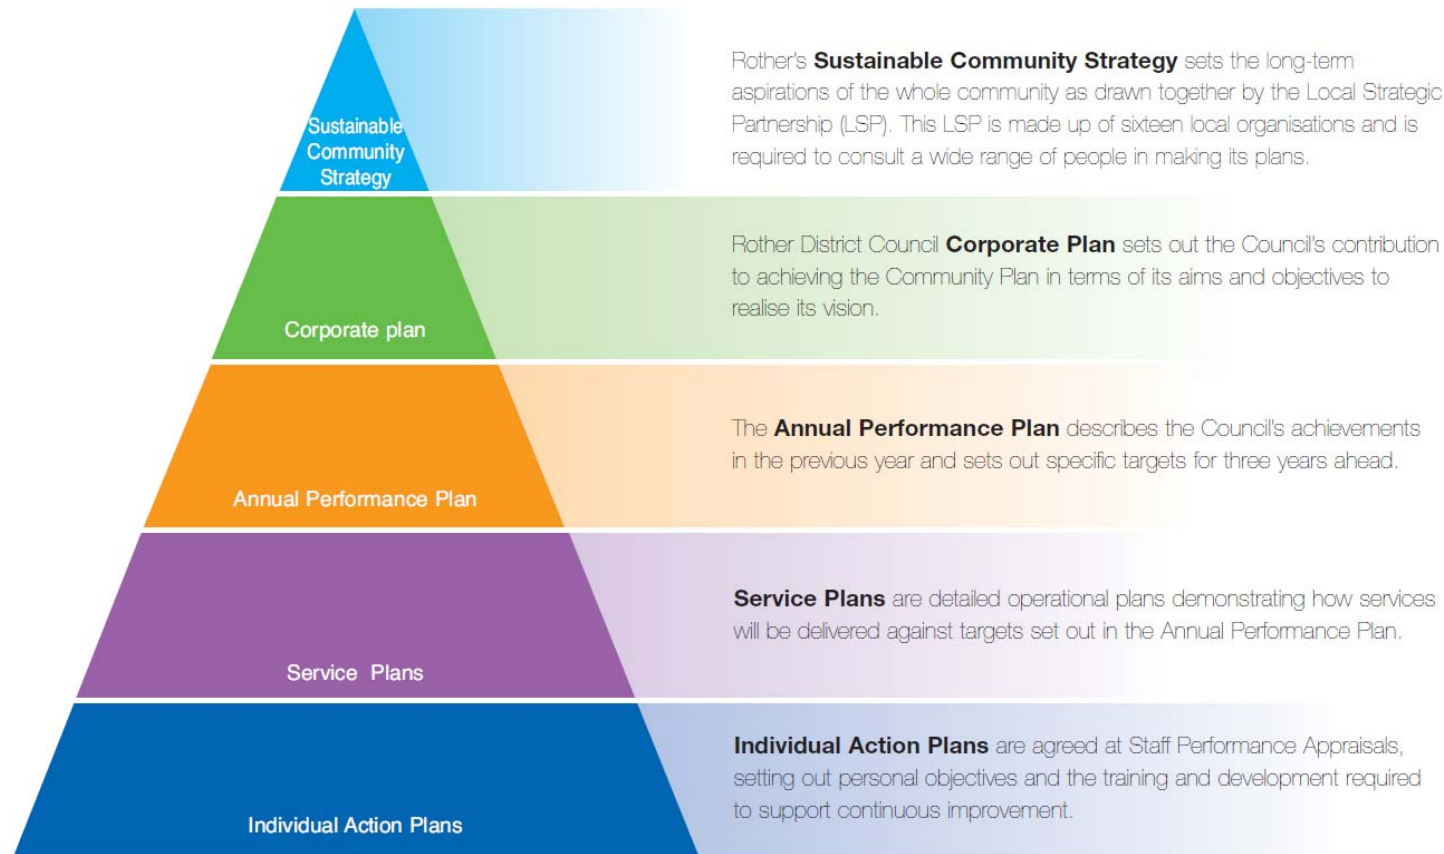 Sustainable
Community
Strategy
Rother's Sustainable Community Strategy sets the long-term
aspirations of the whole community as drawn together by the Local Strategic
Partnership (LSP). This LSP is made up of sixteen local organisations and is
required to consult a wide range of people in making its plans.
Corporate plan
Rother District Council Corporate Plan sets out the Council's contribution
to achieving the Community Plan in terms of its aims and objectives to
realise its vision.
Annual Performance Plan
The Annual Performance Plan describes the Council's achievements
in the previous year and sets out specific targets for three years ahead.
Service Plans
Service Plans are detailed operational plans demonstrating how services
will be delivered against targets set out in the Annual Performance Plan.
Individual Action Plans
Individual Action Plans are agreed at Staff Performance Appraisals,
setting out personal objectives and the training and development required
to support continuous improvement.